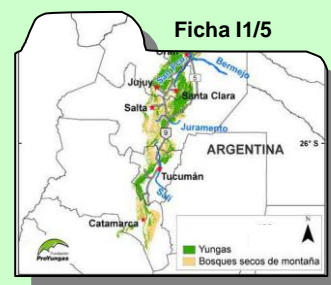 Ficha I1/5
Bermejo
Jujuy
Santa Clara
Salta
Juramento
9
ARGENTINA
26° S
Tucumán
Salí
Catamarca
N
Fundación
ProYungas
Yungas
Bosques secos de montaña